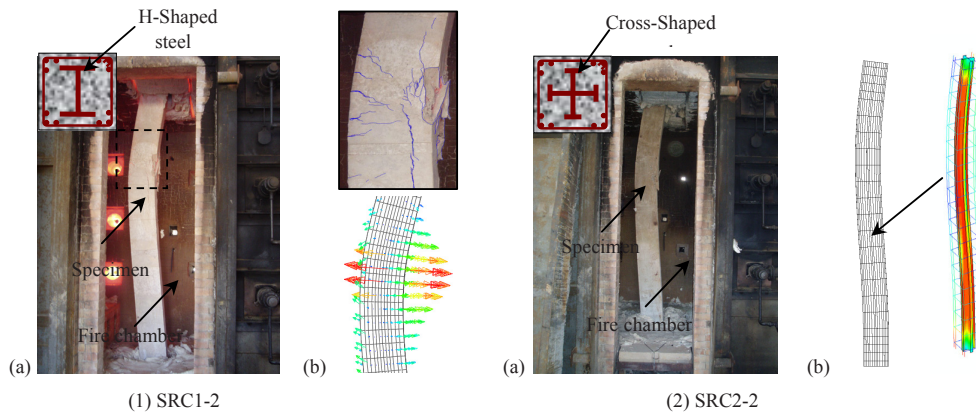 H-Shaped
steel
Specimen
Fire chamber
(a)
(b)
(1) SRC1-2
Cross-Shaped
Specimen
Fire chamber
(a)
(b)
(2) SRC2-2